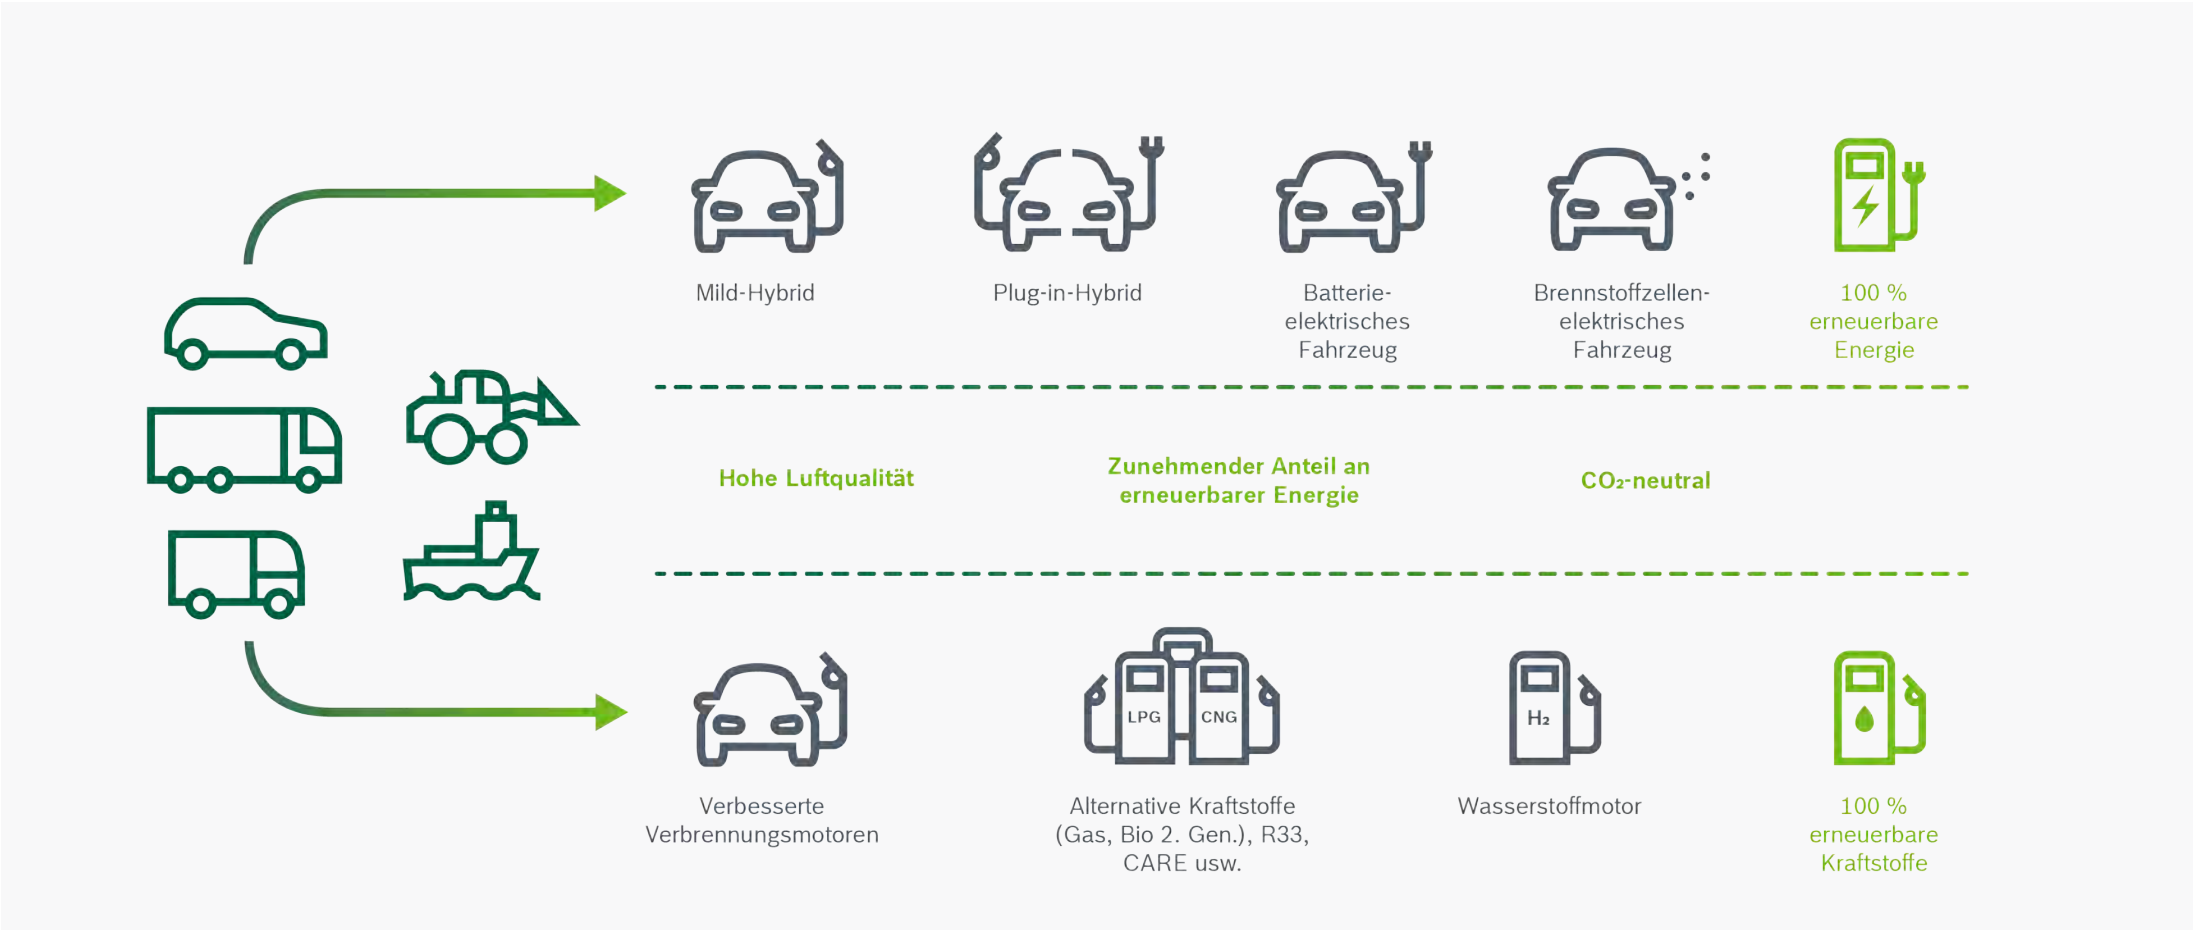 Mild-Hybrid
Plug-in-Hybrid
Batterie-
elektrisches
Fahrzeug
Brennstoffzellen-
elektrisches
Fahrzeug
100 %
erneuerbare
Energie
Hohe Luftqualität
Zunehmender Anteil an
erneuerbarer Energie
CO₂-neutral
LPG
CNG
H₂
Verbesserte
Verbrennungsmotoren
Alternative Kraftstoffe
(Gas, Bio 2. Gen.), R33,
CARE usw.
Wasserstoffmotor
100 %
erneuerbare
Kraftstoffe